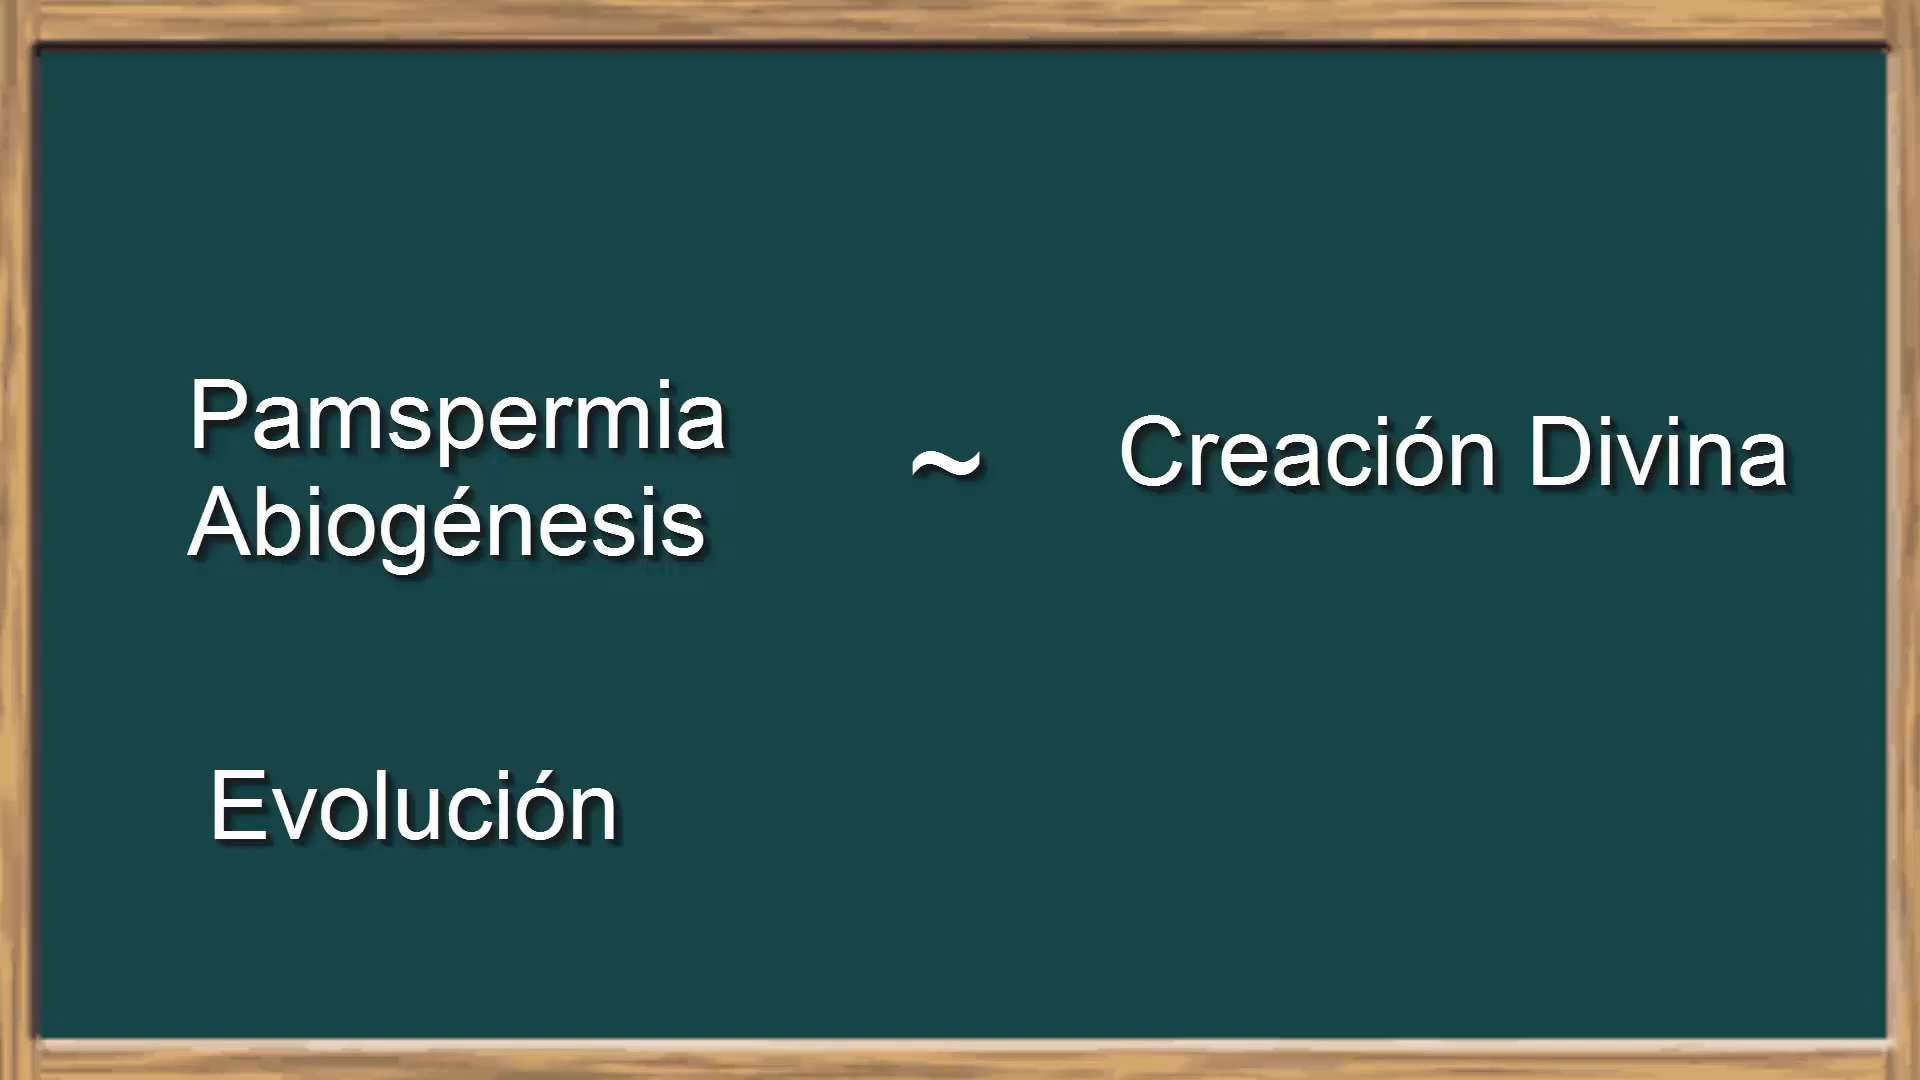 Pamspermia
Abiogénesis
~
Creación Divina
Evolución